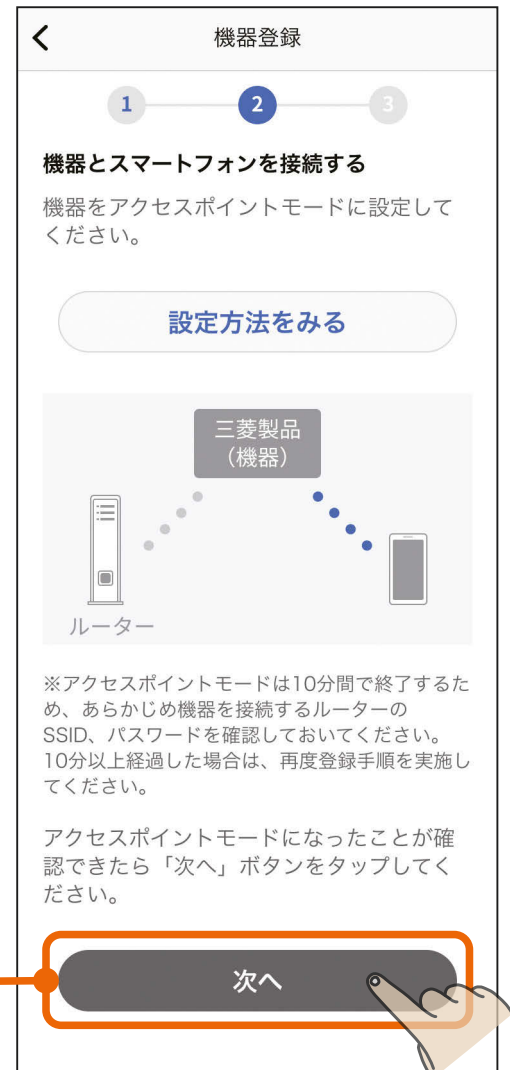 機器登録
1 2 3
機器とスマートフォンを接続する
機器をアクセスポイントモードに設定して
ください。
設定方法をみる
三菱製品
（機器）
ルーター
※アクセスポイントモードは10分間で終了するた
め、あらかじめ機器を接続するルーターの
SSID、パスワードを確認しておいてください。
10分以上経過した場合は、再度登録手順を実施し
てください。
アクセスポイントモードになったことが確
認できたら「次へ」ボタンをタップしてく
ださい。
次へ